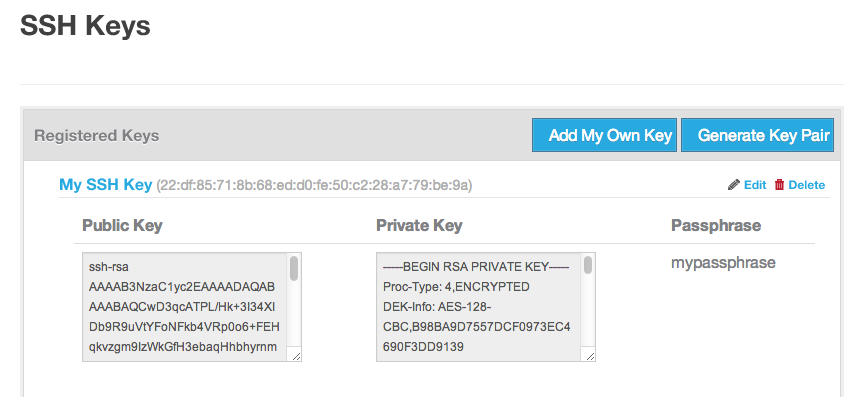 SSH Keys
Registered Keys
Add My Own Key
Generate Key Pair
My SSH Key (22:df:85:71:8b:68:ed:d0:fe:50:c2:28:a7:79:be:9a)
Edit
Delete
Public Key
Private Key
Passphrase
ssh-rsa
AAAAB3NzaC1yc2EAAAADAQAB
AAABAQCwD3qcATPL/Hk+3I34XI
Db9R9uVtYFoNFkb4VRp0o6+FEH
qkvzgm9IzWkGfH3ebaqHhbhyrnm
-----BEGIN RSA PRIVATE KEY-----
Proc-Type: 4,ENCRYPTED
DEK-Info: AES-128-
CBC,B98BA9D7557DCF0973EC4
690F3DD9139
mypassphrase